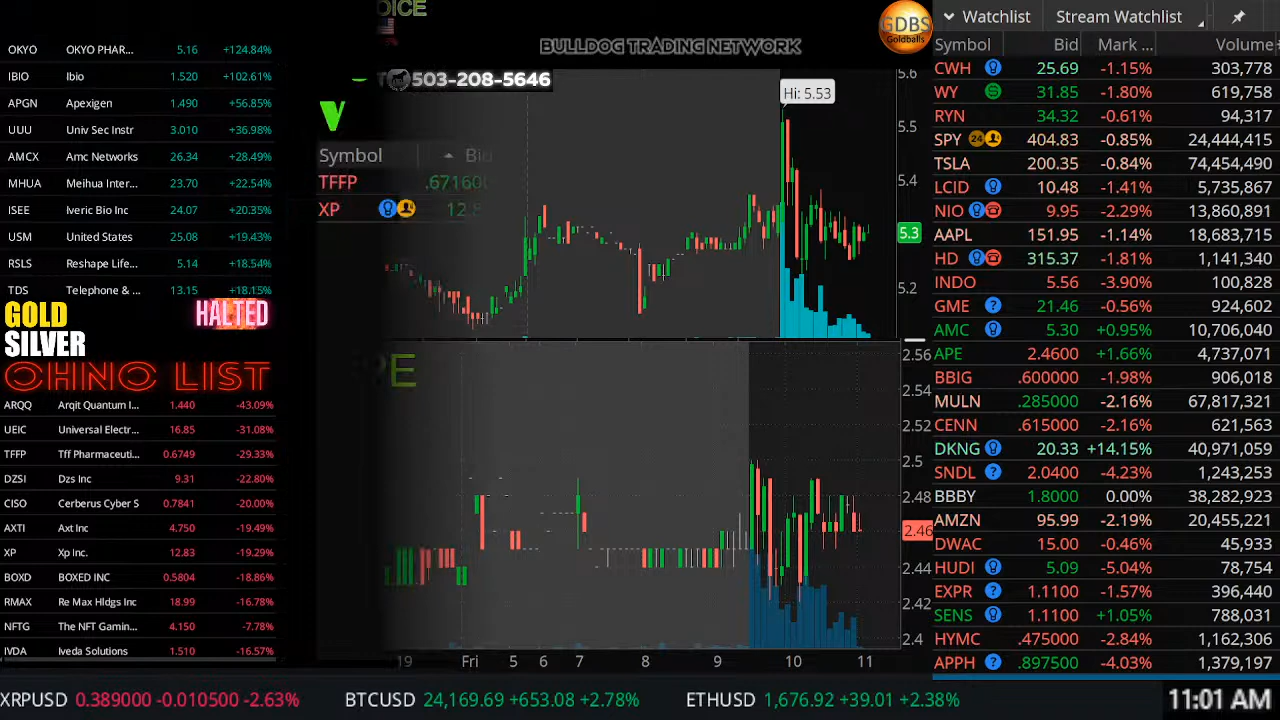 OKYO OKYO PHAR... 5.16 +124.84%
IBIO Ibio 1.520 +102.61%
APGN Apexigen 1.490 +56.85%
UUU Univ Sec Instr 3.010 +36.98%
AMCX Amc Networks 26.34 +28.49%
MHUA Meihua Inter... 23.70 +22.54%
ISEE Iveric Bio Inc 24.07 +20.35%
USM United States 25.08 +19.43%
RSLS Reshape Life... 5.14 +18.54%
TDS Telephone & ... 13.15 +18.15%
GOLD HALTED
SILVER
OHNO LIST
ARQQ Arqit Quantum I... 1.440 -43.09%
UEIC Universal Electr... 16.85 -31.08%
TFFP Tff Pharmaceuti... 0.6749 -29.33%
DZSI Dzs Inc 9.31 -22.80%
CISO Cerberus Cyber S 0.7841 -20.00%
AXTI Axt Inc 4.750 -19.49%
XP Xp Inc. 12.83 -19.29%
BOXD BOXED INC 0.5804 -18.86%
RMAX Re Max Hldgs Inc 18.99 -16.78%
NFTG The NFT Gamin... 4.150 -7.78%
IVDA Iveda Solutions 1.510 -16.57%
BULLDOG TRADING NETWORK
GDBS
Goldballs
503-208-5646
Symbol Bid
TFFP .67160
XP 12.8
Hi: 5.53
5.6
5.5
5.4
5.3
5.2
2.56
2.54
2.52
2.5
2.48
2.46
2.44
2.42
2.4
19 Fri 5 6 7 8 9 10 11
Watchlist Stream Watchlist
Symbol Bid Mark ... Volume
CWH 25.69 -1.15% 303,778
WY 31.85 -1.80% 619,758
RYN 34.32 -0.61% 94,317
SPY 24 404.83 -0.85% 24,444,415
TSLA 200.35 -0.84% 74,454,490
LCID 10.48 -1.41% 5,735,867
NIO 9.95 -2.29% 13,860,891
AAPL 151.95 -1.14% 18,683,715
HD 315.37 -1.81% 1,141,340
INDO 5.56 -3.90% 100,828
GME ? 21.46 -0.56% 924,602
AMC 5.30 +0.95% 10,706,040
APE 2.4600 +1.66% 4,737,071
BBIG .600000 -1.98% 906,018
MULN .285000 -2.16% 67,817,321
CENN .615000 -2.16% 621,563
DKNG 20.33 +14.15% 40,971,059
SNDL ? 2.0400 -4.23% 1,243,253
BBBY 1.8000 0.00% 38,282,923
AMZN 95.99 -2.19% 20,455,221
DWAC 15.00 -0.46% 45,933
HUDI 5.09 -5.04% 78,754
EXPR ? 1.1100 -1.57% 396,440
SENS 1.1100 +1.05% 788,031
HYMC .475000 -2.84% 1,162,306
APPH ? .897500 -4.03% 1,379,197
XRPUSD 0.389000 -0.010500 -2.63% BTCUSD 24,169.69 +653.08 +2.78% ETHUSD 1,676.92 +39.01 +2.38% 11:01 AM